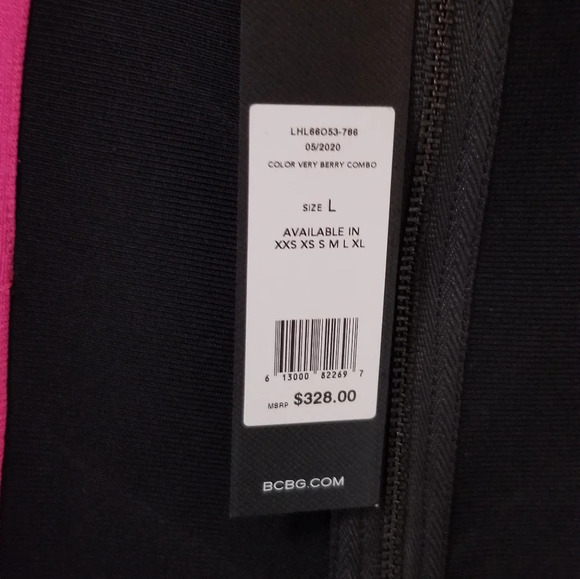 LHL66O53-786
05/2020
COLOR VERY BERRY COMBO
SIZE L
AVAILABLE IN
XXS XS S M L XL
6 13000 82269 7
MSRP $328.00
BCBG.COM